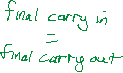 final carry in
=
final carry out